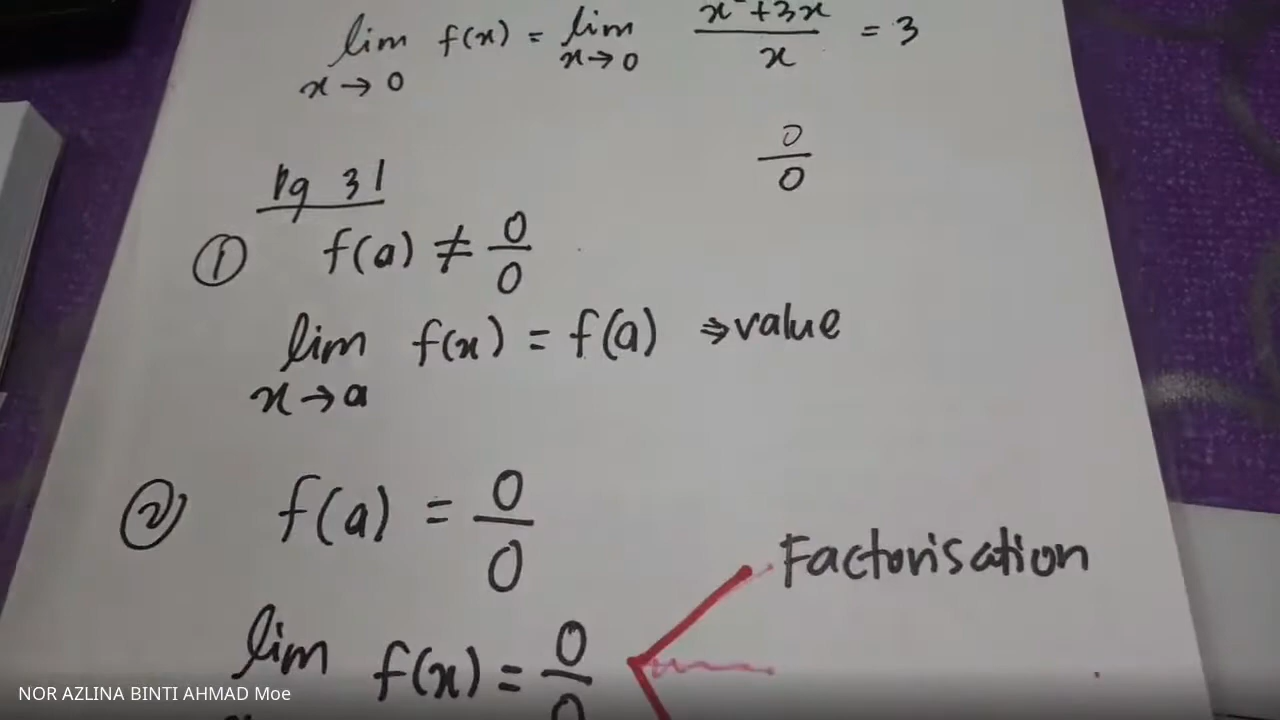 lim f(x) = lim x²+3x / x = 3
x→0 x→0
0/0
Pg 31
① f(a) ≠ 0/0
lim f(x) = f(a) ⇒ value
x→a
② f(a) = 0/0
Factorisation
lim f(x) = 0/0
NOR AZLINA BINTI AHMAD Moe